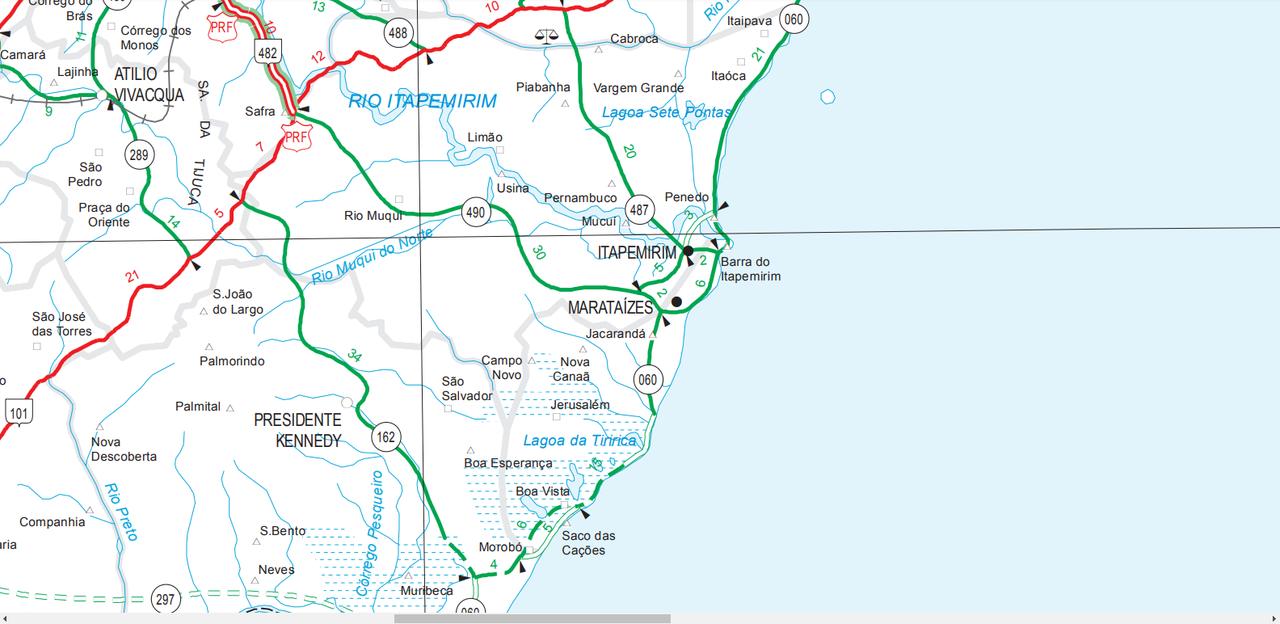 Córrego do
Brás
13
10
PRF
10
Itaipava
060
Rio
Córrego dos
Monos
11
482
488
12
Cabroca
21
Camará
Lajinha
ATILIO
VIVACQUA
SA. DA TIJUCA
Itaóca
Piabanha
Vargem Grande
RIO ITAPEMIRIM
9
Safra
Lagoa Sete Pontas
PRF
Limão
7
20
289
São
Pedro
Usina
Pernambuco
Penedo
Praça do
Oriente
14
5
Rio Muqui
490
487
Mucuí
3
Rio Muqui do Norte
30
ITAPEMIRIM
2
5
Barra do
Itapemirim
21
2
6
S.João
do Largo
MARATAÍZES
São José
das Torres
Jacarandá
Palmorindo
34
Campo
Novo
Nova
Canaã
060
São
Salvador
101
Palmital
Jerusalém
PRESIDENTE
KENNEDY
162
Nova
Descoberta
Lagoa da Tiririca
Boa Esperança
15
Rio Preto
Córrego Pesqueiro
Boa Vista
Companhia
S.Bento
6
5
Saco das
Cações
aria
Morobó
Neves
4
Muribeca
297
060